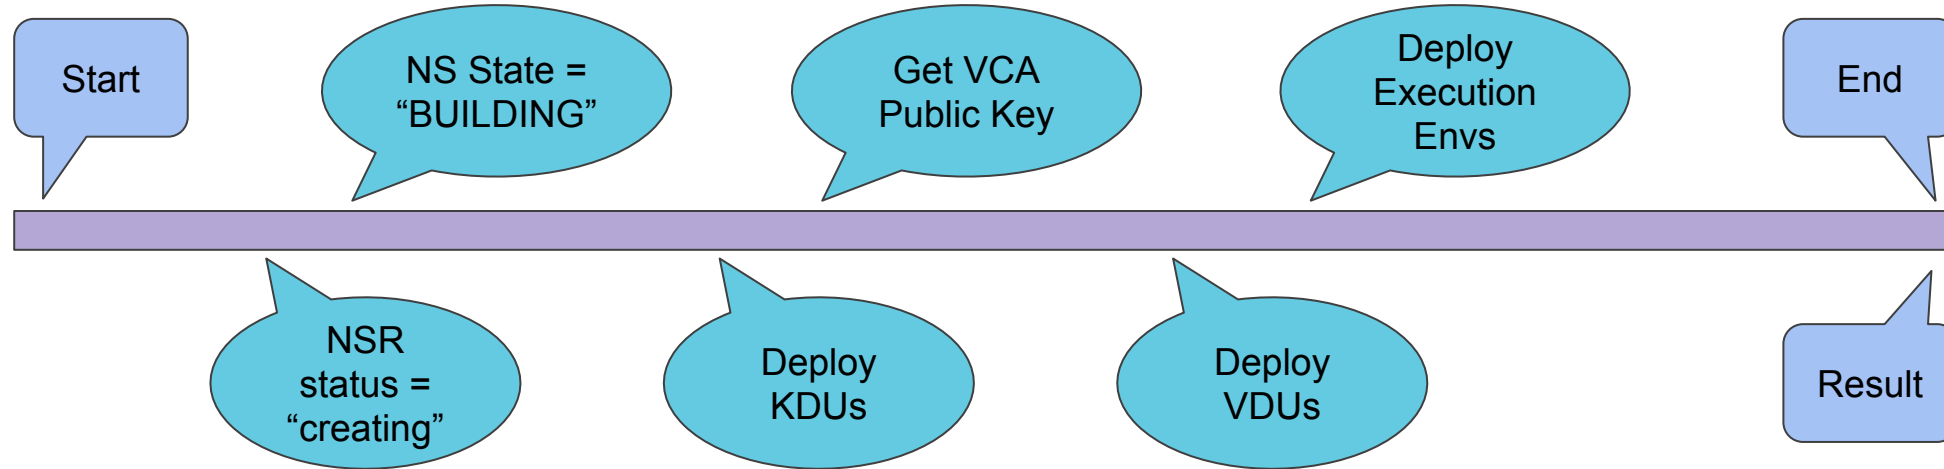 Start
NS State =
“BUILDING”
Get VCA
Public Key
Deploy
Execution
Envs
End
NSR
status =
“creating”
Deploy
KDUs
Deploy
VDUs
Result